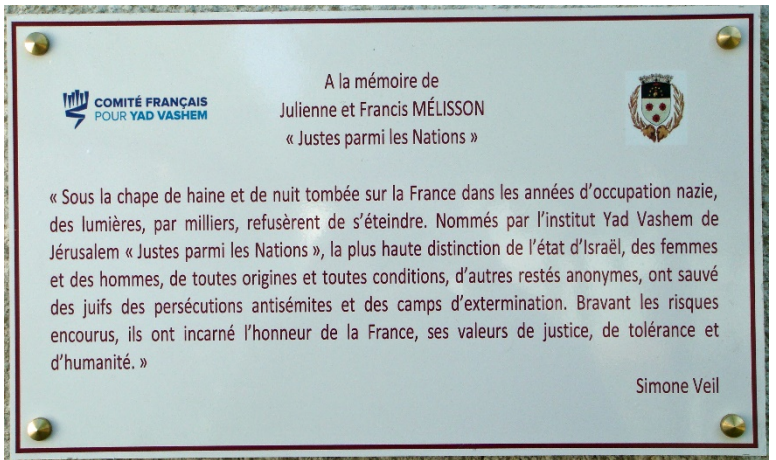 COMITÉ FRANÇAIS
POUR YAD VASHEM
A la mémoire de
Julienne et Francis MÉLISSON
« Justes parmi les Nations »
« Sous la chape de haine et de nuit tombée sur la France dans les années d’occupation nazie,
des lumières, par milliers, refusèrent de s’éteindre. Nommés par l’institut Yad Vashem de
Jérusalem « Justes parmi les Nations », la plus haute distinction de l’état d’Israël, des femmes
et des hommes, de toutes origines et toutes conditions, d’autres restés anonymes, ont sauvé
des juifs des persécutions antisémites et des camps d’extermination. Bravant les risques
encourus, ils ont incarné l’honneur de la France, ses valeurs de justice, de tolérance et
d’humanité. »
Simone Veil